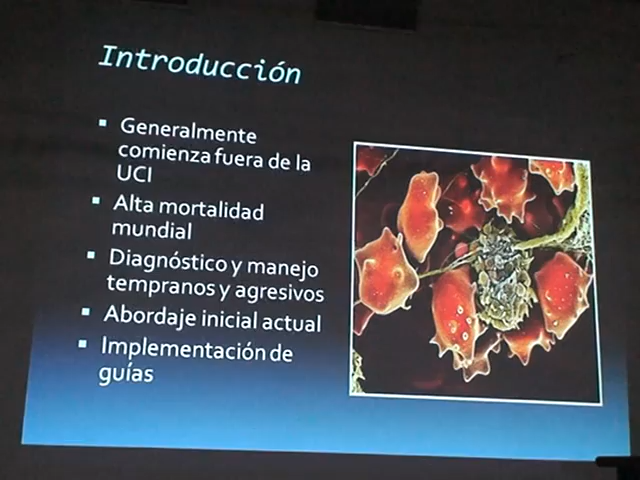 Introducción
▪ Generalmente
comienza fuera de la
UCI
▪ Alta mortalidad
mundial
▪ Diagnóstico y manejo
tempranos y agresivos
▪ Abordaje inicial actual
▪ Implementación de
guías